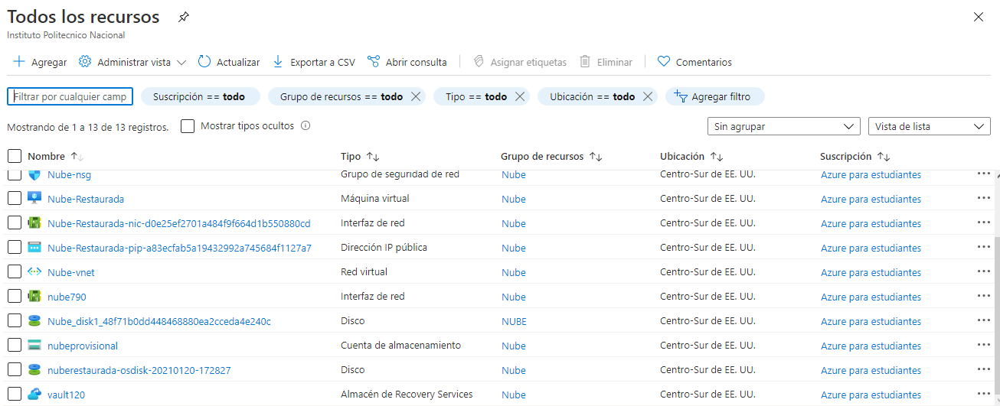 Todos los recursos
Instituto Politecnico Nacional
Agregar Administrar vista Actualizar Exportar a CSV Abrir consulta Asignar etiquetas Eliminar Comentarios
Filtrar por cualquier camp Suscripción == todo Grupo de recursos == todo Tipo == todo Ubicación == todo Agregar filtro
Mostrando de 1 a 13 de 13 registros. Mostrar tipos ocultos Sin agrupar Vista de lista
Nombre Tipo Grupo de recursos Ubicación Suscripción
Nube-nsg Grupo de seguridad de red Nube Centro-Sur de EE. UU. Azure para estudiantes
Nube-Restaurada Máquina virtual Nube Centro-Sur de EE. UU. Azure para estudiantes
Nube-Restaurada-nic-d0e25ef2701a484f9f664d1b550880cd Interfaz de red Nube Centro-Sur de EE. UU. Azure para estudiantes
Nube-Restaurada-pip-a83ecfab5a19432992a745684f1127a7 Dirección IP pública Nube Centro-Sur de EE. UU. Azure para estudiantes
Nube-vnet Red virtual Nube Centro-Sur de EE. UU. Azure para estudiantes
nube790 Interfaz de red Nube Centro-Sur de EE. UU. Azure para estudiantes
Nube_disk1_48f71b0dd448468880ea2cceda4e240c Disco NUBE Centro-Sur de EE. UU. Azure para estudiantes
nubeprovisional Cuenta de almacenamiento Nube Centro-Sur de EE. UU. Azure para estudiantes
nuberestaurada-osdisk-20210120-172827 Disco Nube Centro-Sur de EE. UU. Azure para estudiantes
vault120 Almacén de Recovery Services Nube Centro-Sur de EE. UU. Azure para estudiantes